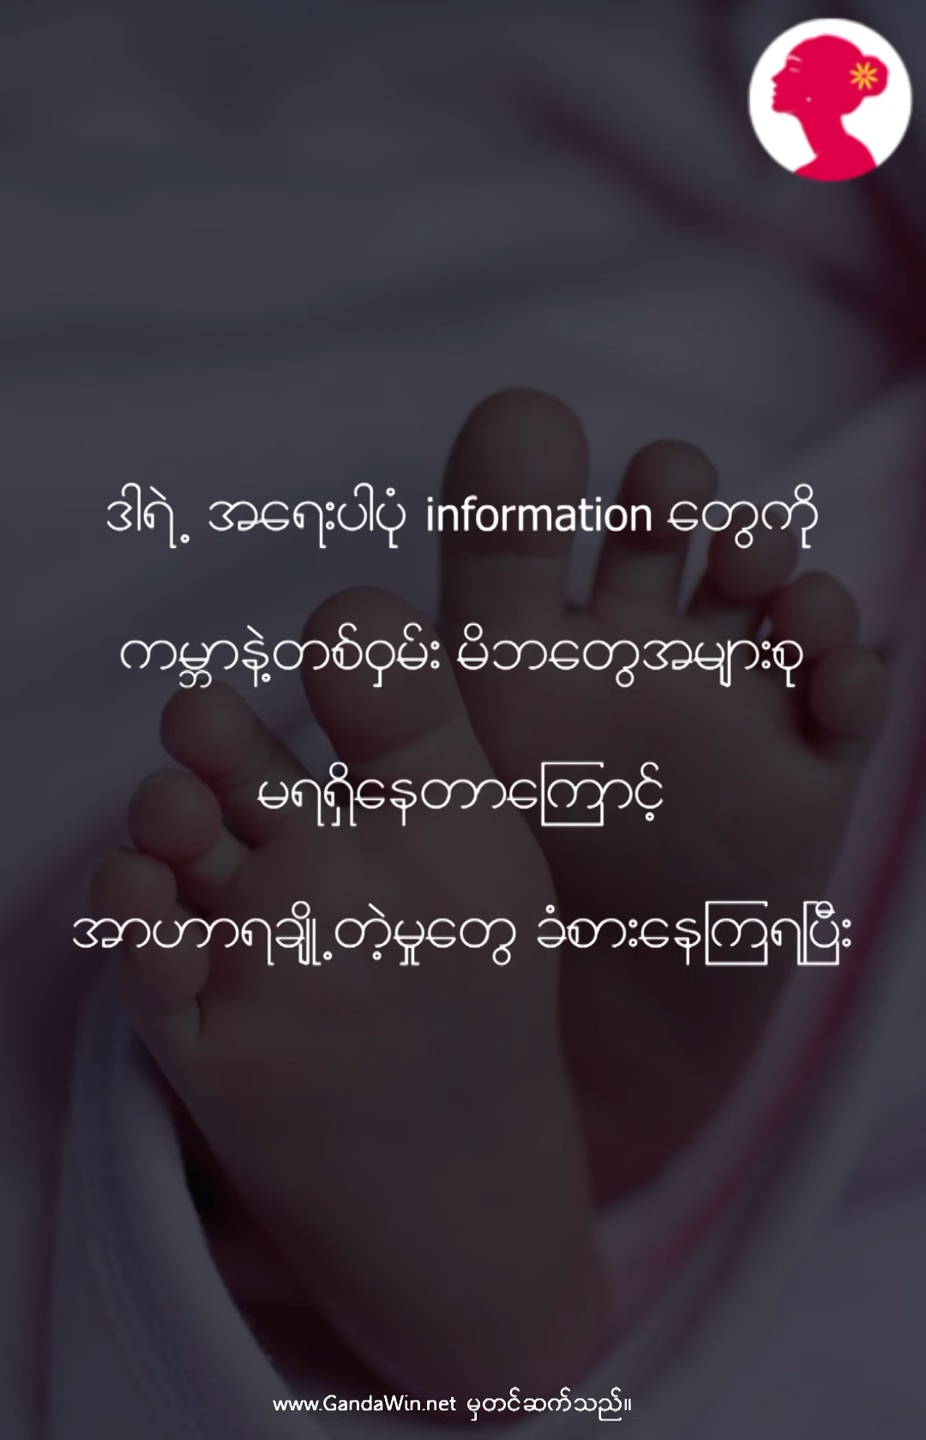 ဒါရဲ့ အရေးပါပုံ information တွေကို
ကမ္ဘာနဲ့တစ်ဝှမ်း မိဘတွေအများစု
မရရှိနေတာကြောင့်
အာဟာရချို့တဲ့မှုတွေ ခံစားနေကြရပြီး
www.GandaWin.net မှတင်ဆက်သည်။